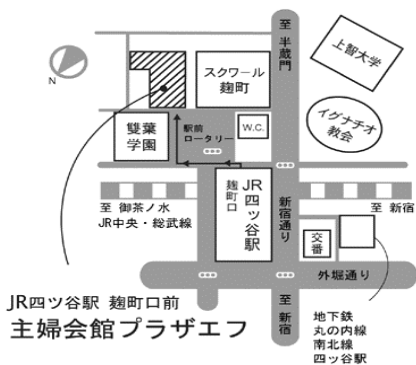 至 半蔵門
上智大学
スクワール
麹町
N
イグナチオ
教会
雙葉
学園
駅前
ロータリー
W.C.
麹町口
JR四ツ谷駅
新宿通り
至 御茶ノ水
JR中央・総武線
至 新宿
交番
外堀通り
JR四ツ谷駅 麹町口前
主婦会館プラザエフ
至 新宿
地下鉄
丸の内線
南北線
四ツ谷駅